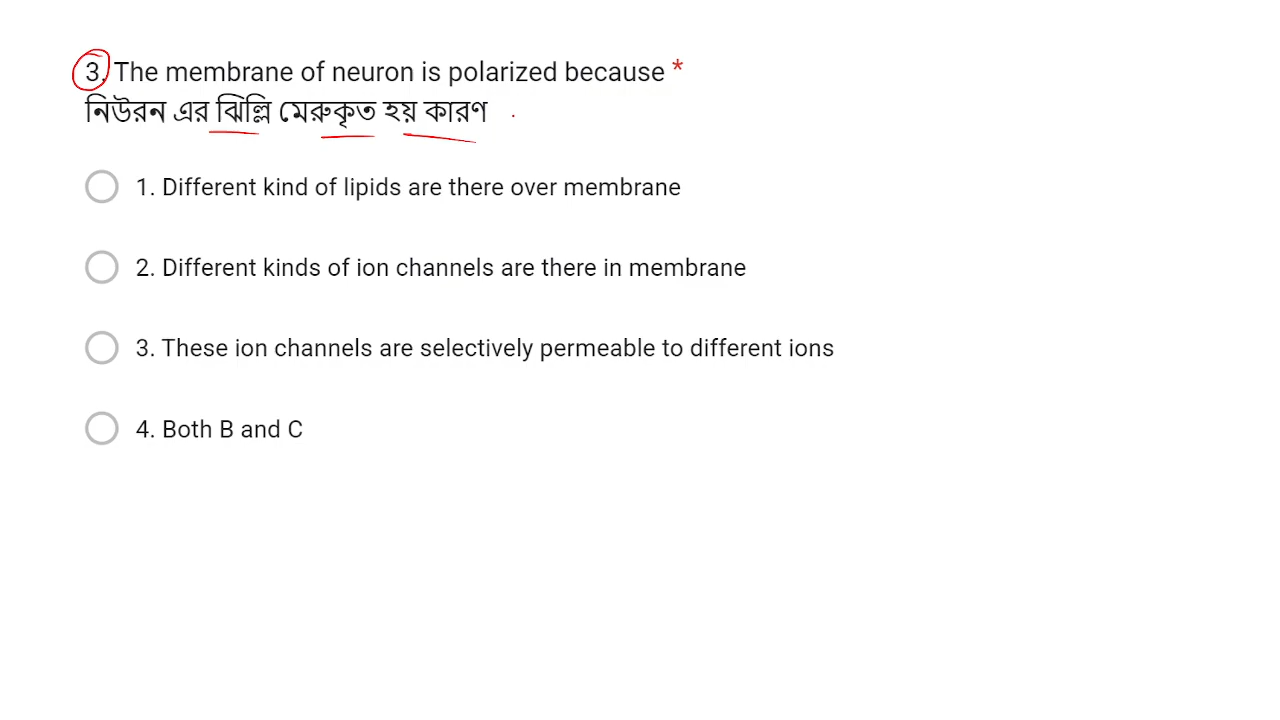 3. The membrane of neuron is polarized because *
নিউরন এর ঝিল্লি মেরুকৃত হয় কারণ
1. Different kind of lipids are there over membrane
2. Different kinds of ion channels are there in membrane
3. These ion channels are selectively permeable to different ions
4. Both B and C